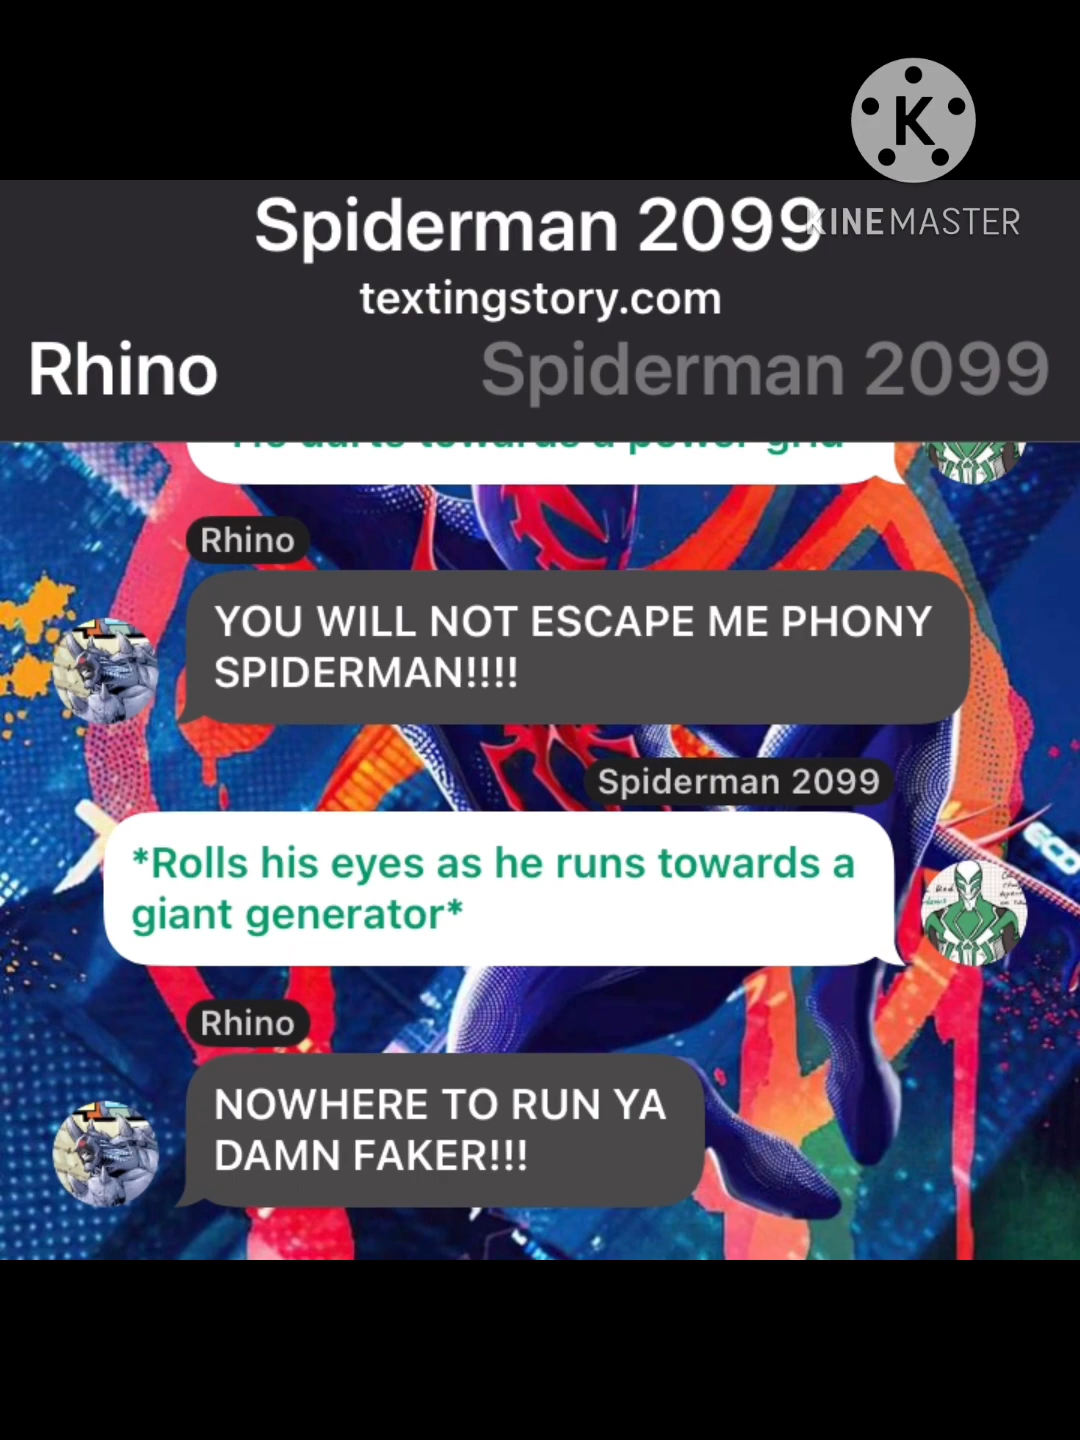 K
KINEMASTER
Spiderman 2099
textingstory.com
Rhino
Spiderman 2099
Rhino
YOU WILL NOT ESCAPE ME PHONY
SPIDERMAN!!!!
Spiderman 2099
*Rolls his eyes as he runs towards a
giant generator*
Rhino
NOWHERE TO RUN YA
DAMN FAKER!!!